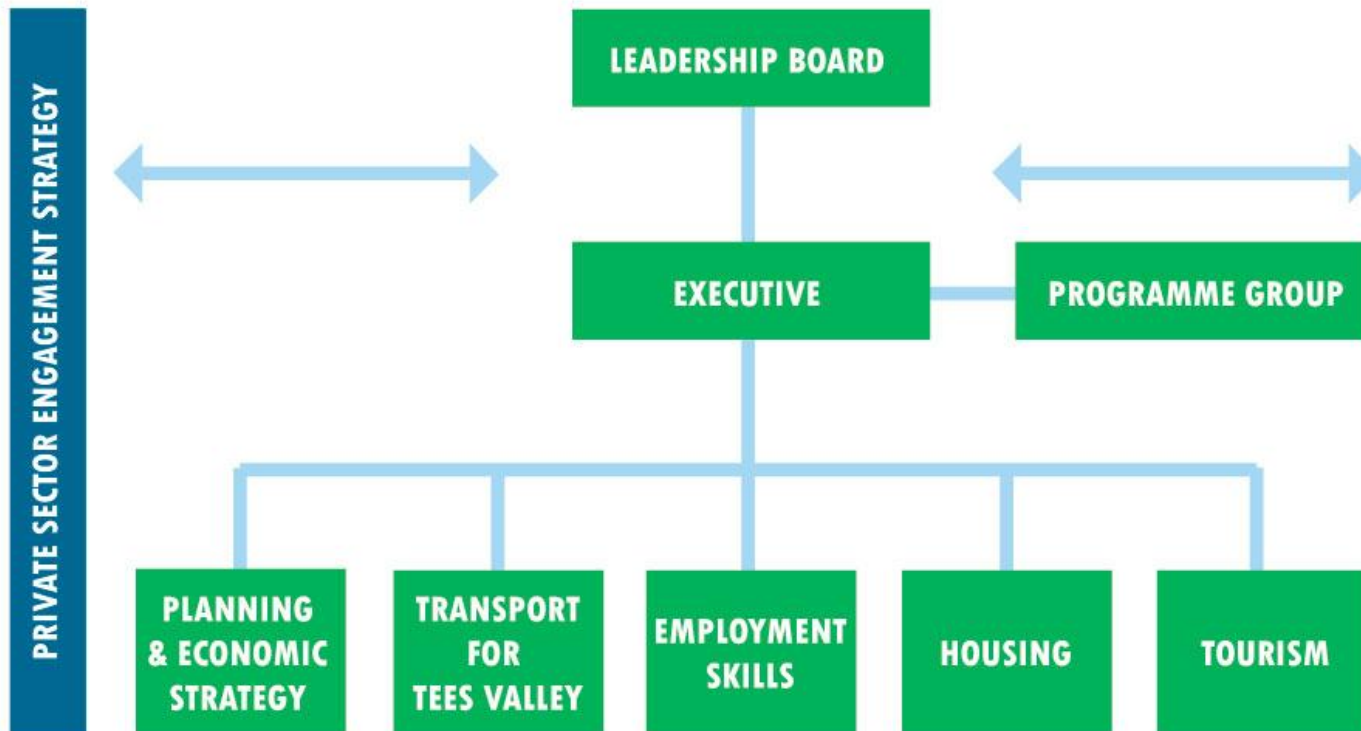 PRIVATE SECTOR ENGAGEMENT STRATEGY
LEADERSHIP BOARD
EXECUTIVE
PROGRAMME GROUP
PLANNING
& ECONOMIC
STRATEGY
TRANSPORT
FOR
TEES VALLEY
EMPLOYMENT
SKILLS
HOUSING
TOURISM